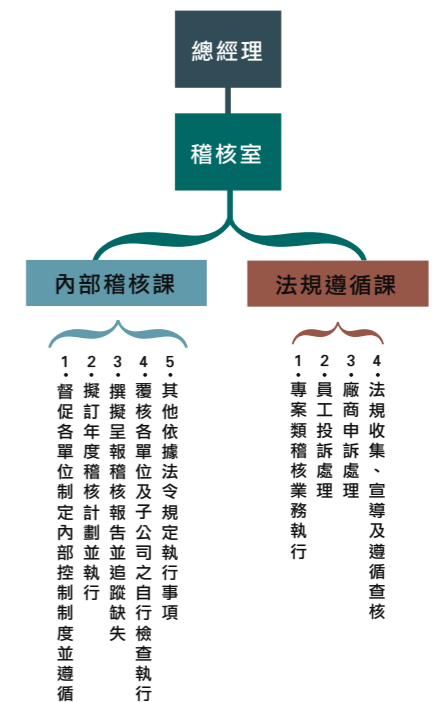 總經理
稽核室
內部稽核課
1.督促各單位制定內部控制制度並遵循
2.擬訂年度稽核計劃並執行
3.撰擬呈報稽核報告並追蹤缺失
4.覆核各單位及子公司之自行檢查執行
5.其他依據法令規定執行事項
法規遵循課
1.專案類稽核業務執行
2.員工投訴處理
3.廠商申訴處理
4.法規收集、宣導及遵循查核